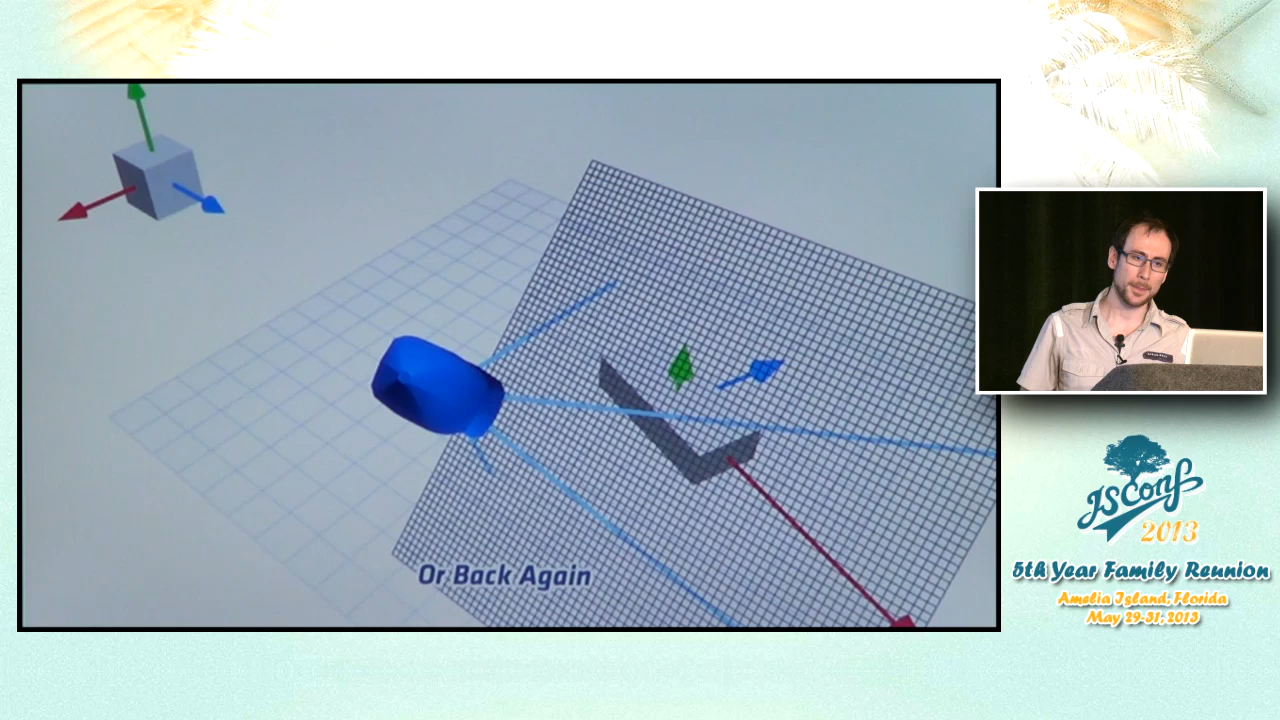 Or Back Again
JSConf
2013
5th Year Family Reunion
Amelia Island, Florida
May 29-31, 2013